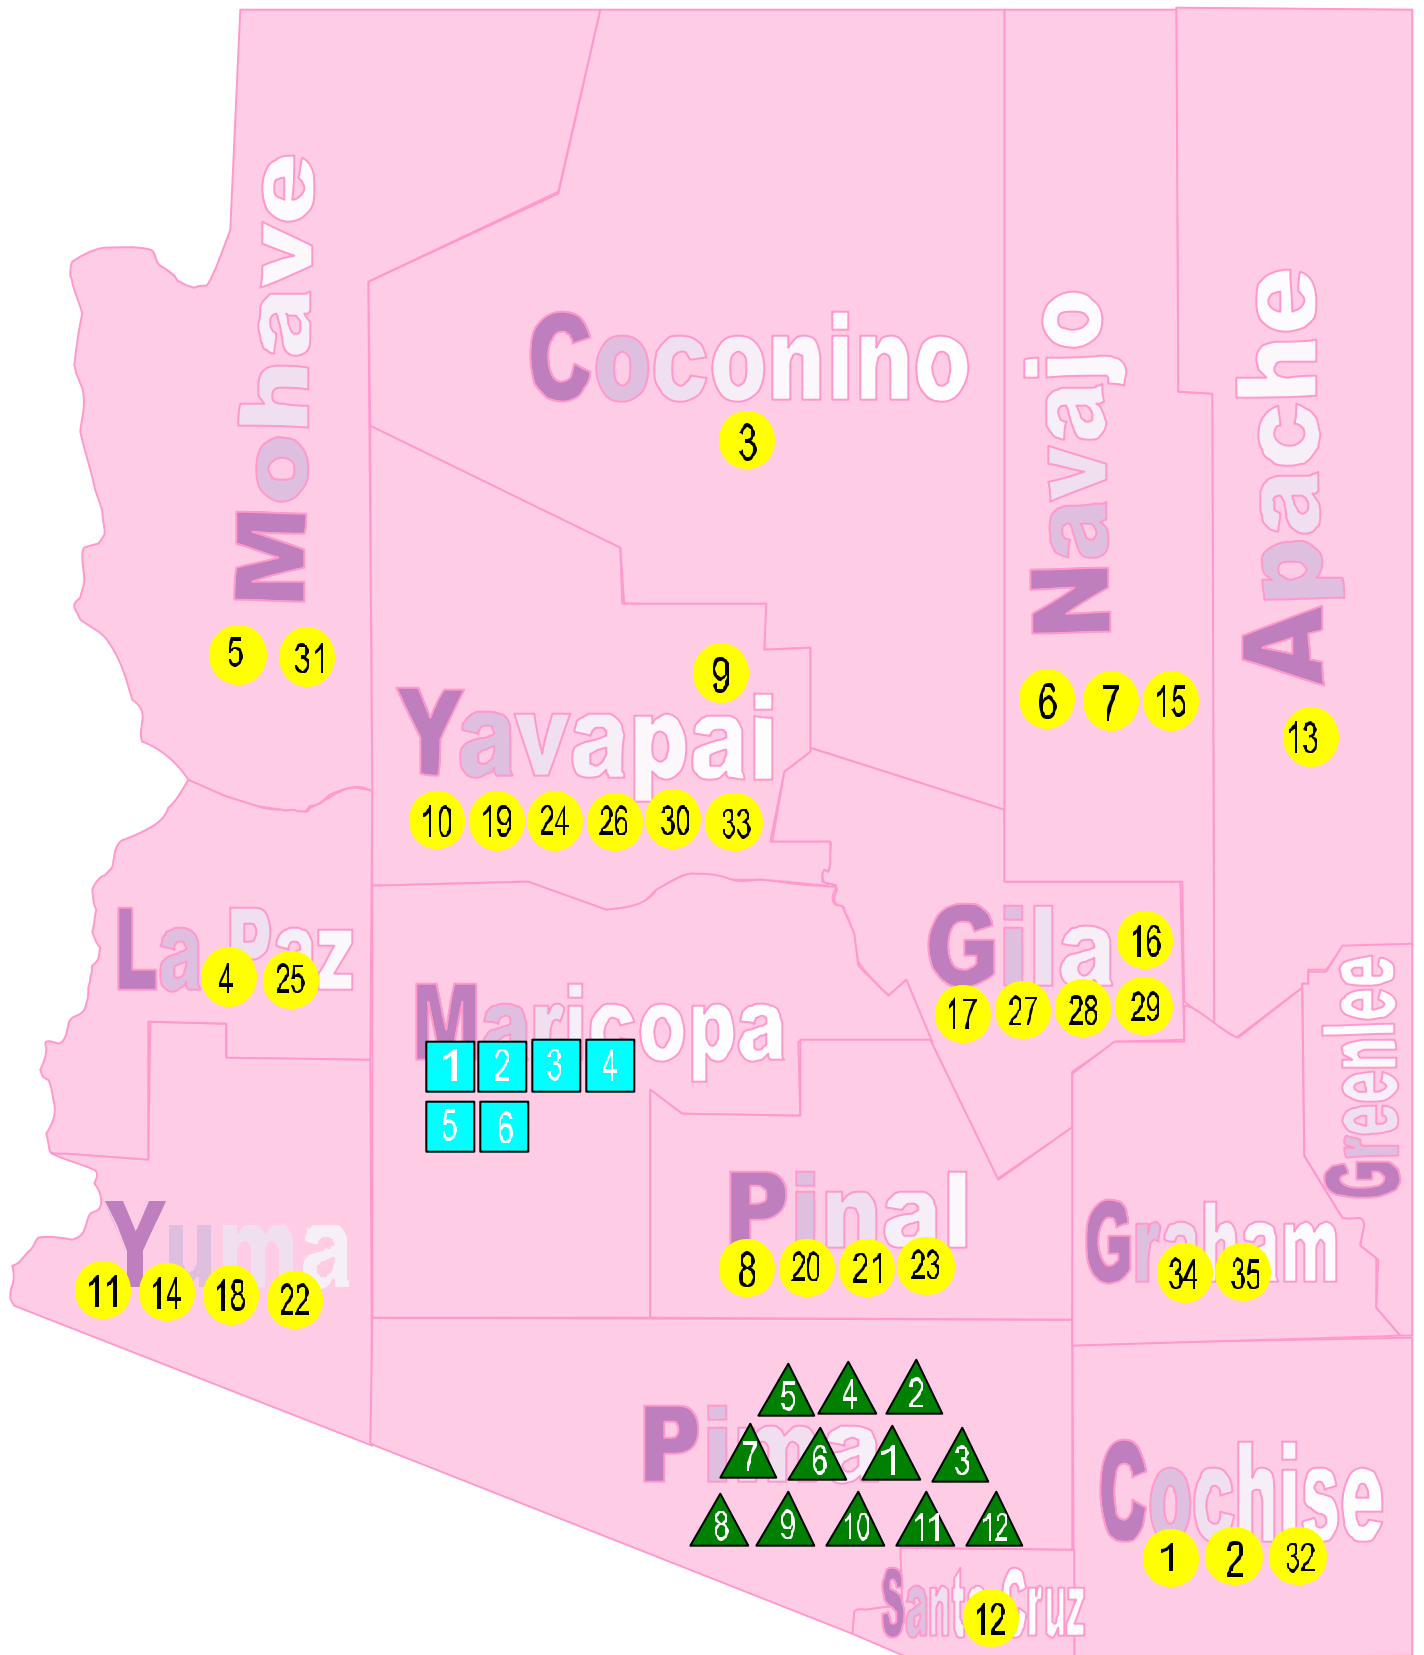 Mohave
5 31
Coconino
3
Navajo
6 7 15
Apache
13
9
Yavapai
10 19 24 26 30 33
La Paz
4 25
Maricopa
1 2 3 4
5 6
Gila 16
17 27 28 29
Greenlee
Yuma
11 14 18 22
Pinal
8 20 21 23
Graham
34 35
5 4 2
Pima
7 6 1 3
8 9 10 11 12
Cochise
1 2 32
Santa Cruz
12